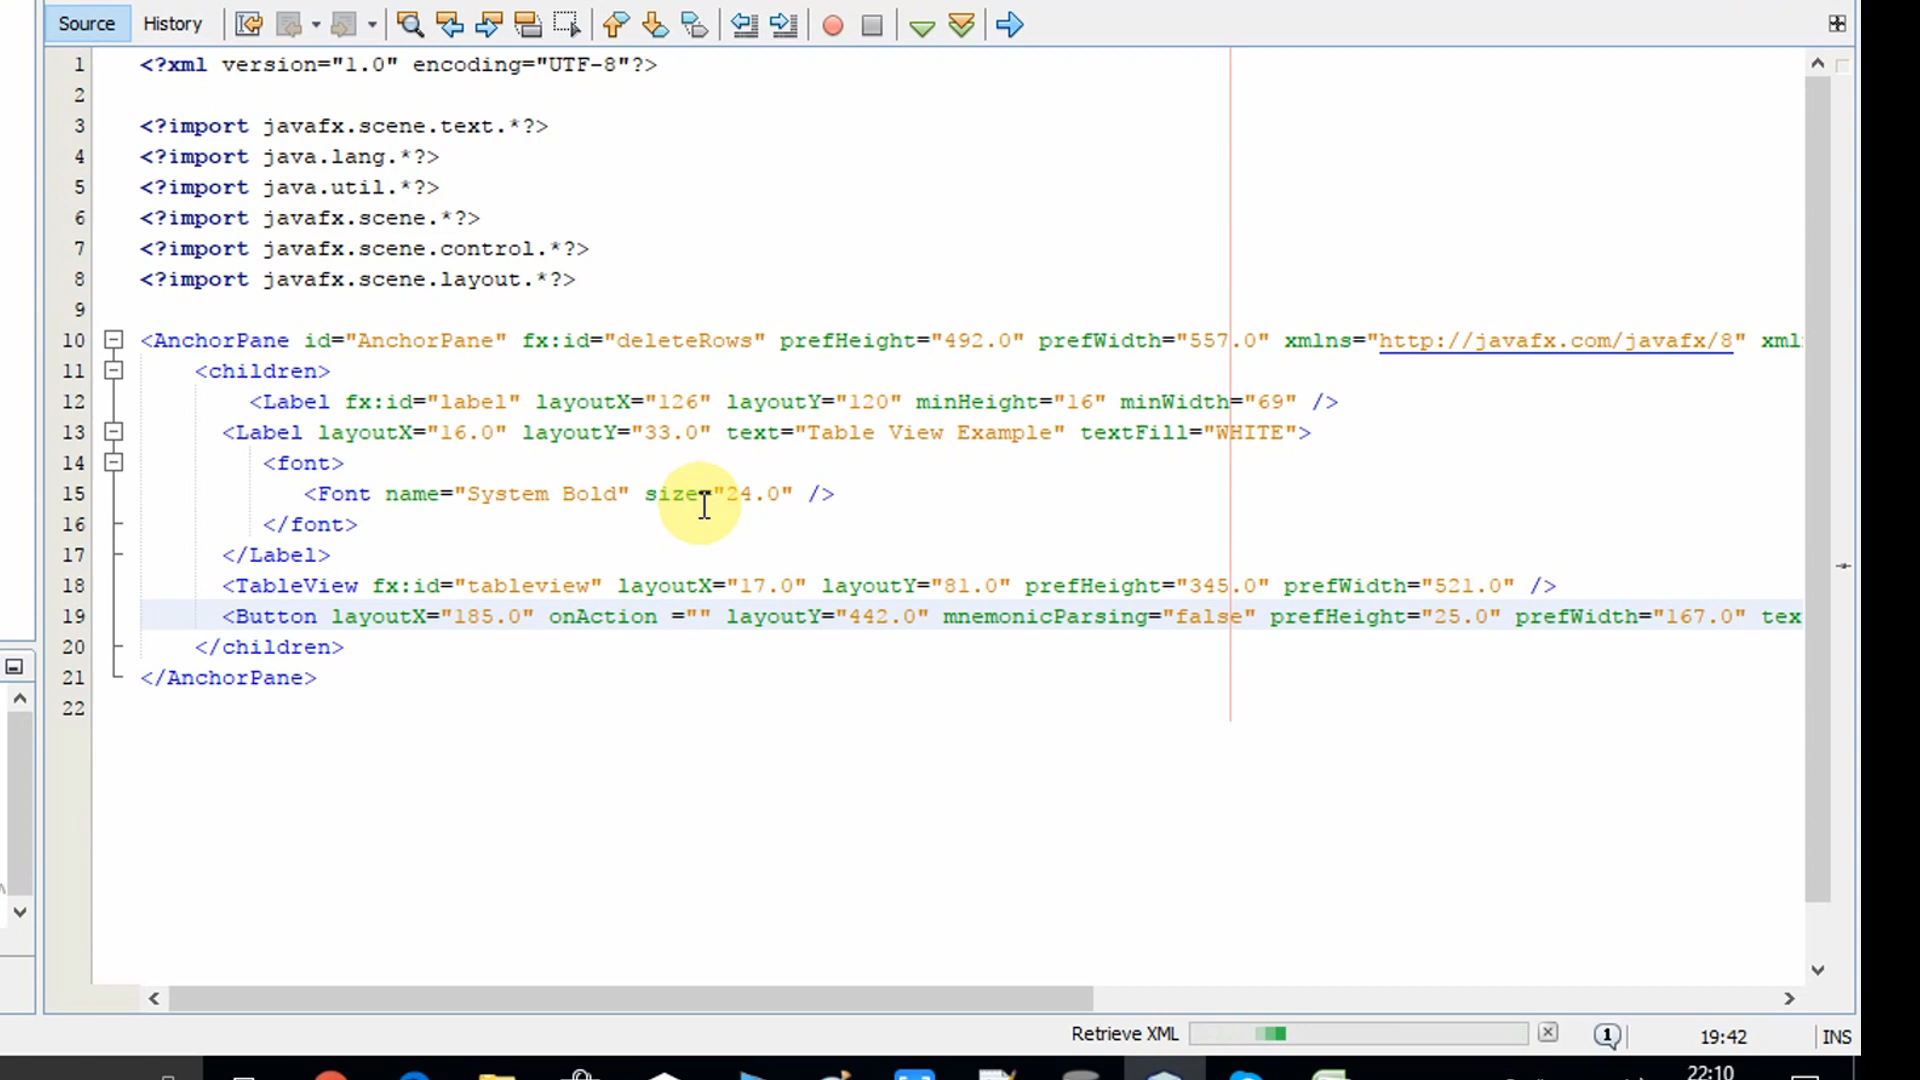 Source History
1 <?xml version="1.0" encoding="UTF-8"?>
2
3 <?import javafx.scene.text.*?>
4 <?import java.lang.*?>
5 <?import java.util.*?>
6 <?import javafx.scene.*?>
7 <?import javafx.scene.control.*?>
8 <?import javafx.scene.layout.*?>
9
10 <AnchorPane id="AnchorPane" fx:id="deleteRows" prefHeight="492.0" prefWidth="557.0" xmlns="http://javafx.com/javafx/8" xml
11 <children>
12 <Label fx:id="label" layoutX="126" layoutY="120" minHeight="16" minWidth="69" />
13 <Label layoutX="16.0" layoutY="33.0" text="Table View Example" textFill="WHITE">
14 <font>
15 <Font name="System Bold" size="24.0" />
16 </font>
17 </Label>
18 <TableView fx:id="tableview" layoutX="17.0" layoutY="81.0" prefHeight="345.0" prefWidth="521.0" />
19 <Button layoutX="185.0" onAction ="" layoutY="442.0" mnemonicParsing="false" prefHeight="25.0" prefWidth="167.0" tex
20 </children>
21 </AnchorPane>
22
Retrieve XML 1 19:42 INS
22:10